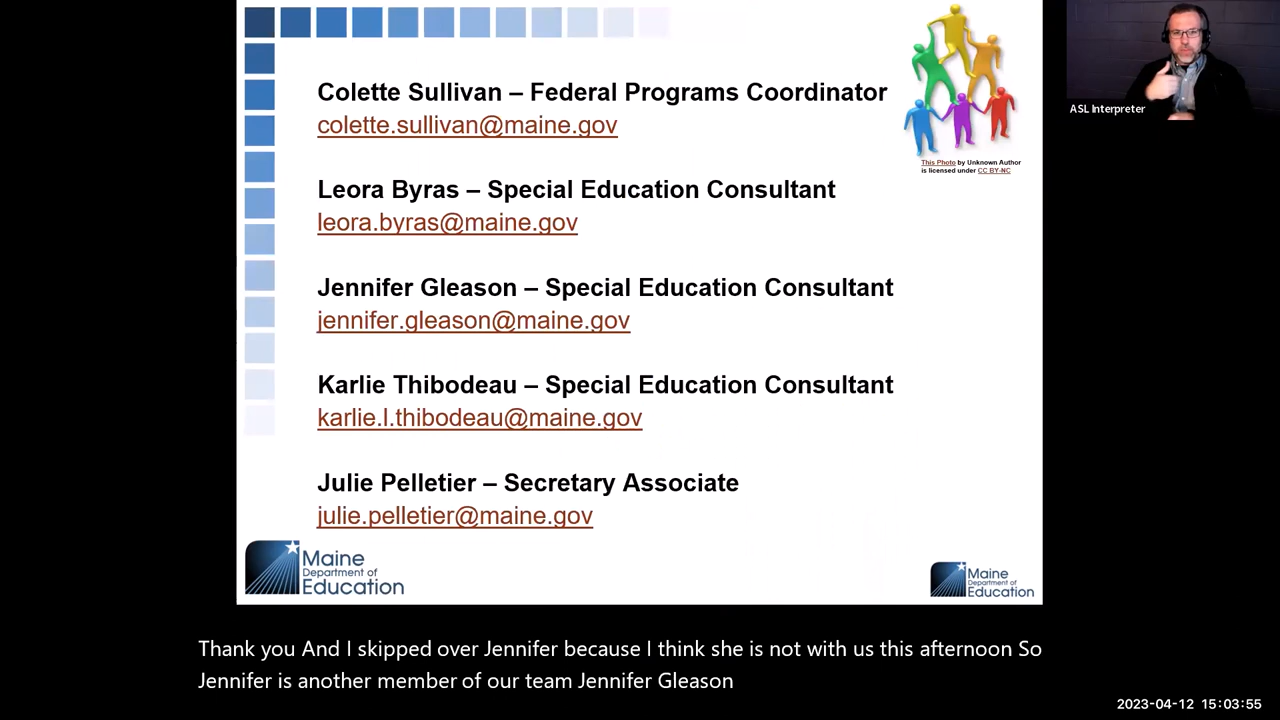 Colette Sullivan – Federal Programs Coordinator
colette.sullivan@maine.gov
This Photo by Unknown Author
is licensed under CC BY-NC
ASL Interpreter
Leora Byras – Special Education Consultant
leora.byras@maine.gov
Jennifer Gleason – Special Education Consultant
jennifer.gleason@maine.gov
Karlie Thibodeau – Special Education Consultant
karlie.l.thibodeau@maine.gov
Julie Pelletier – Secretary Associate
julie.pelletier@maine.gov
Maine
Department of
Education
Maine
Department of
Education
Thank you And I skipped over Jennifer because I think she is not with us this afternoon So
Jennifer is another member of our team Jennifer Gleason
2023-04-12 15:03:55